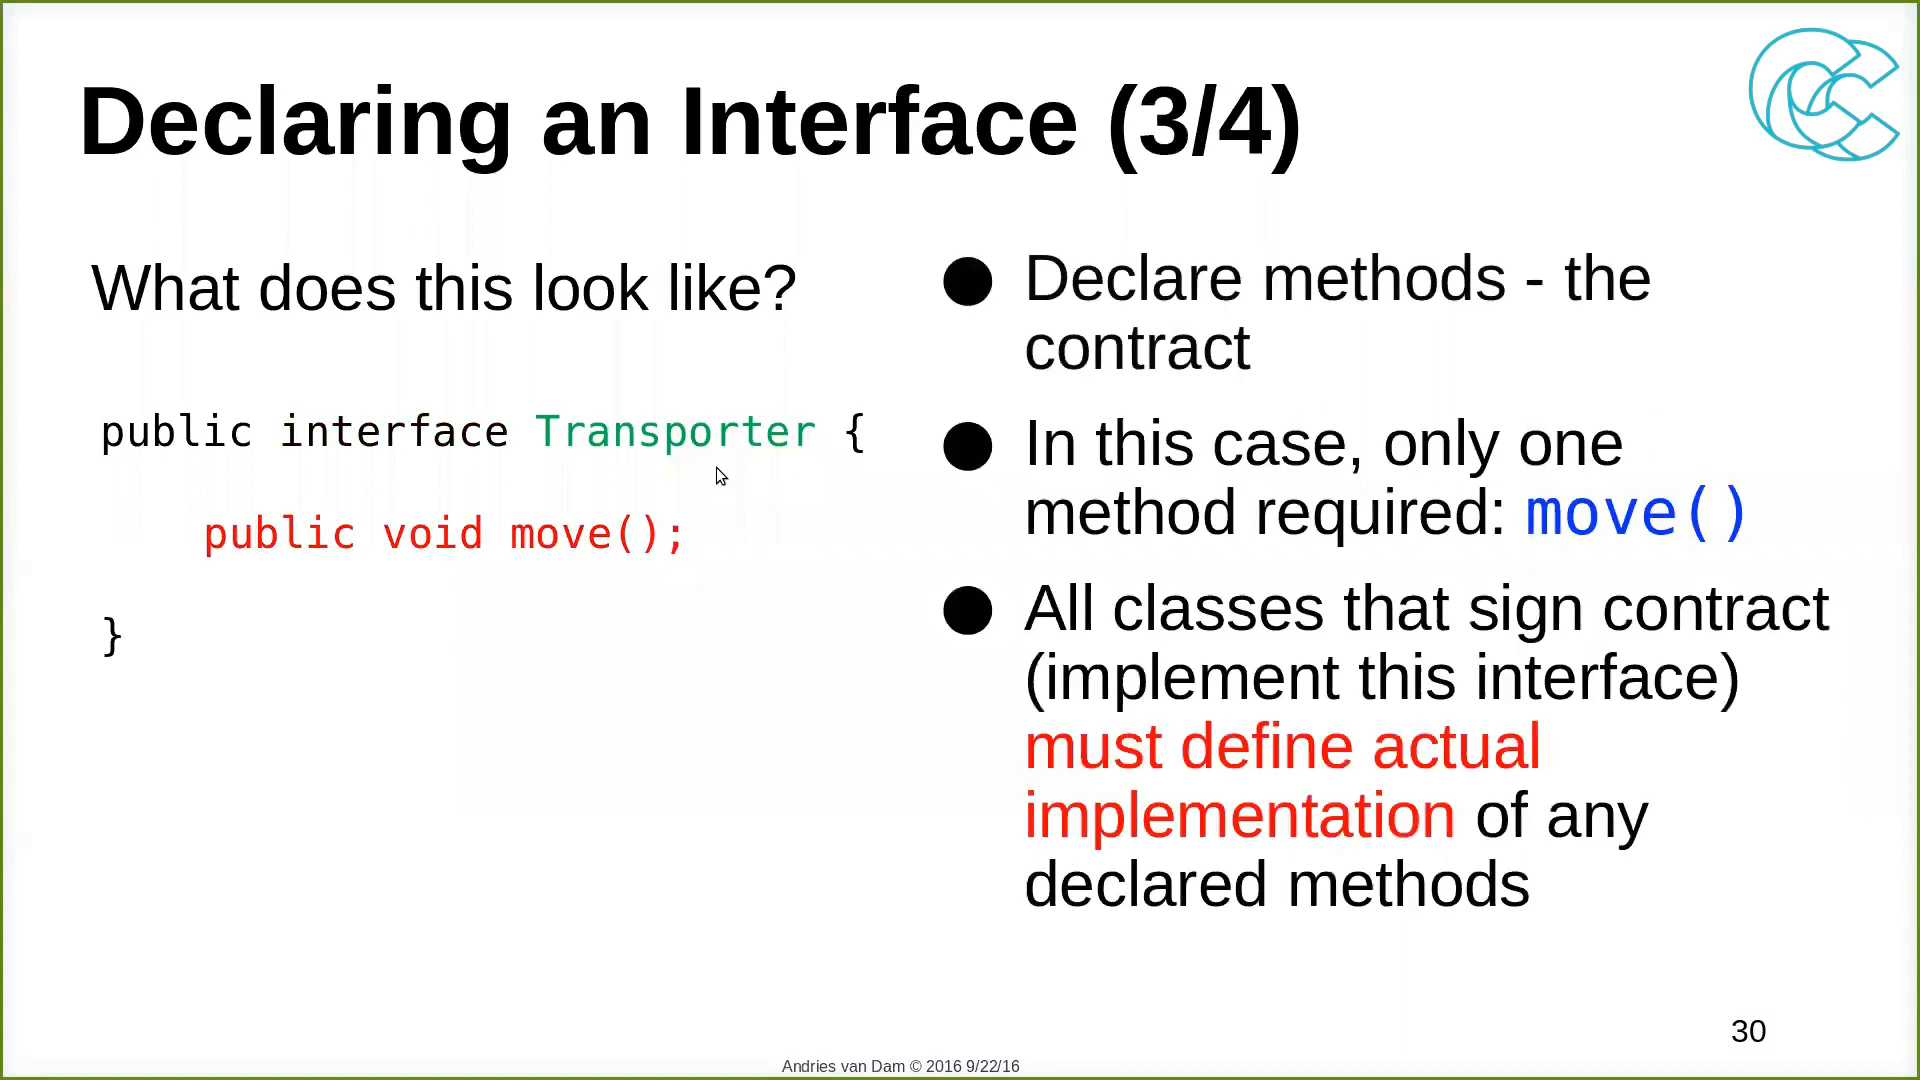 Declaring an Interface (3/4)
What does this look like?
public interface Transporter {
public void move();
}
● Declare methods - the
contract
● In this case, only one
method required: move()
● All classes that sign contract
(implement this interface)
must define actual
implementation of any
declared methods
30
Andries van Dam © 2016 9/22/16